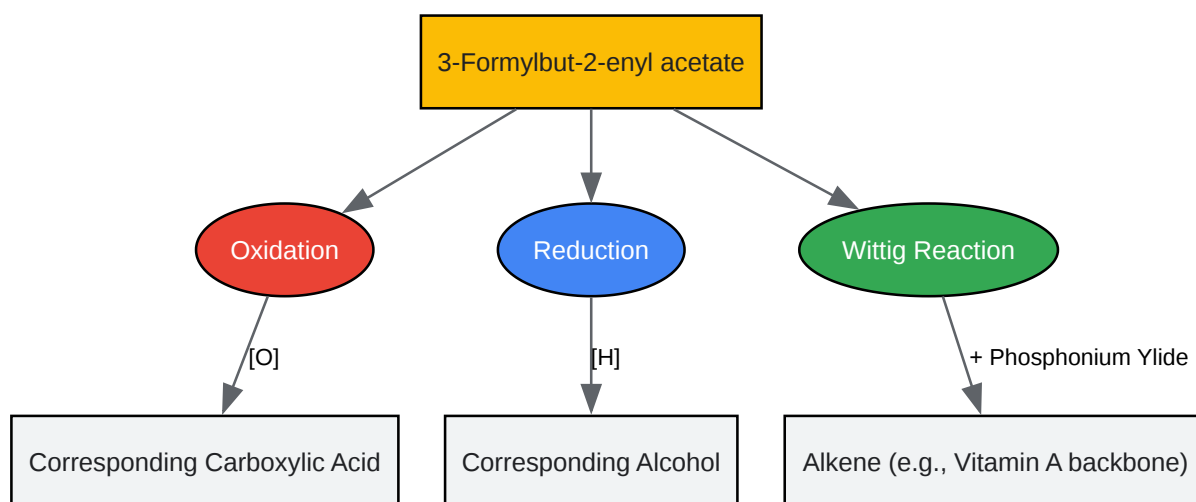 3-Formylbut-2-enyl acetate
Oxidation
Reduction
Wittig Reaction
[O]
[H]
+ Phosphonium Ylide
Corresponding Carboxylic Acid
Corresponding Alcohol
Alkene (e.g., Vitamin A backbone)